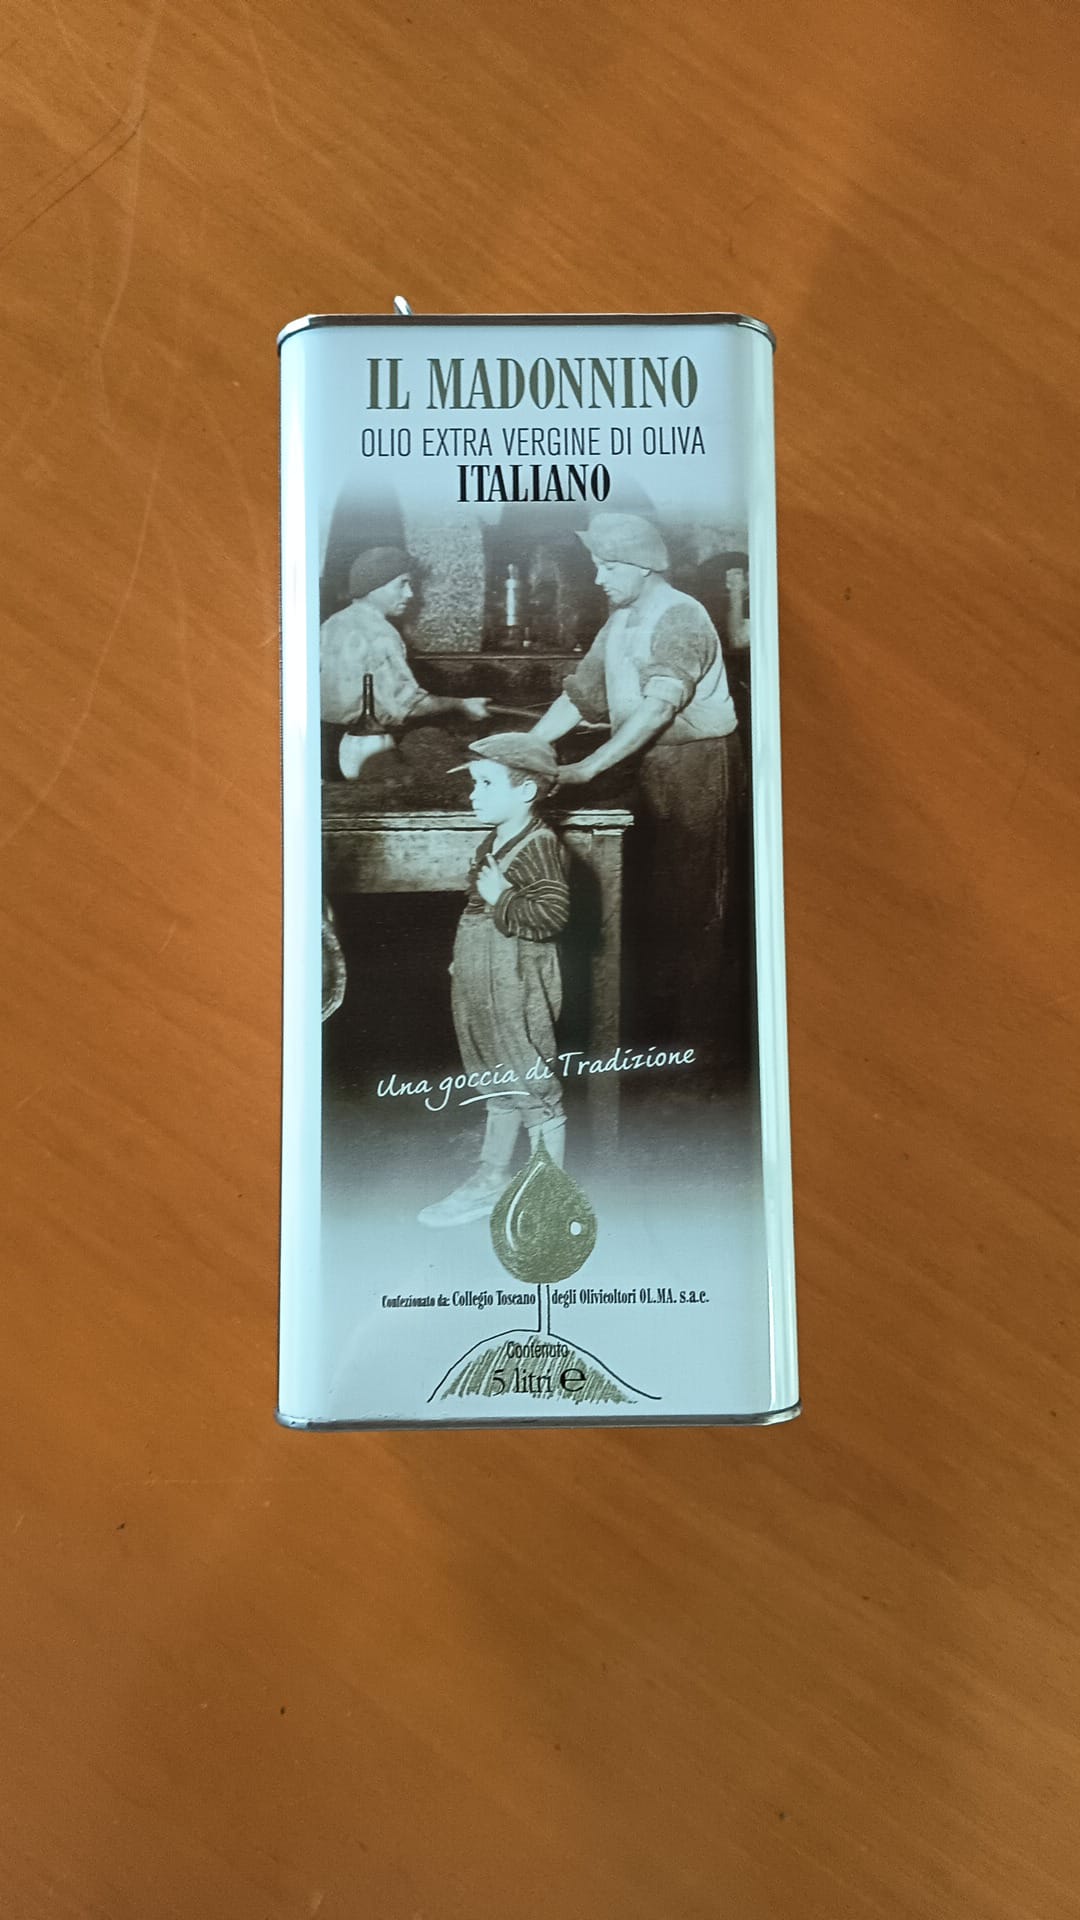 IL MADONNINO
OLIO EXTRA VERGINE DI OLIVA
ITALIANO
Una goccia di Tradizione
Confezionato da: Collegio Toscano degli Olivicoltori OL.MA. s.a.c.
Contenuto
5 litri ℮